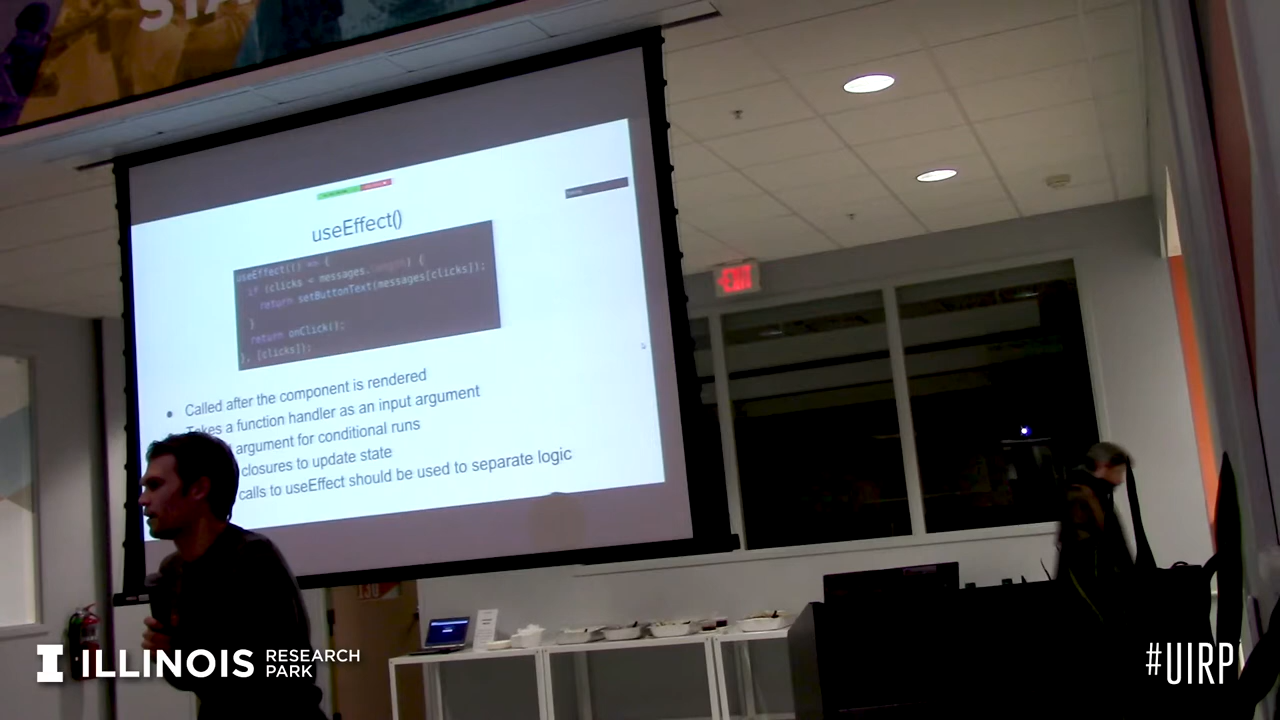 STA
useEffect()
useEffect(() => {
if (clicks < messages.length) {
return setButtonText(messages[clicks]);
}
return onClick();
}, [clicks]);
● Called after the component is rendered
Takes a function handler as an input argument
argument for conditional runs
closures to update state
calls to useEffect should be used to separate logic
EXIT
ILLINOIS RESEARCH PARK
#UIRP